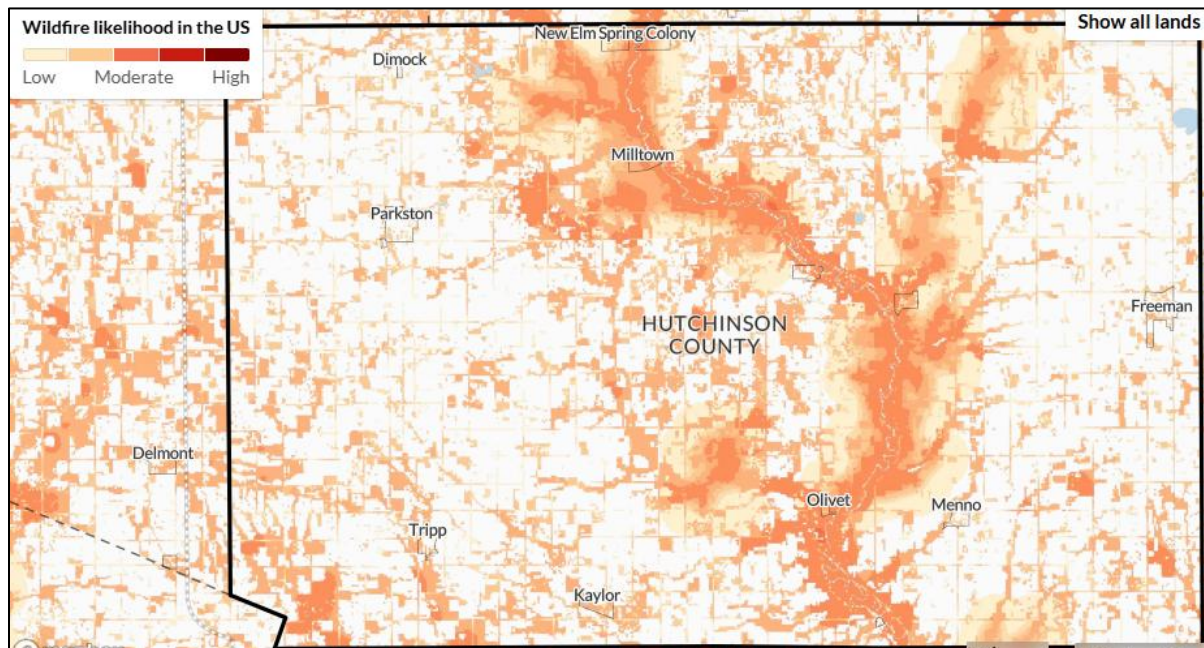 Wildfire likelihood in the US
Low Moderate High
Show all lands
New Elm Spring Colony
Dimock
Milltown
Parkston
HUTCHINSON
COUNTY
Freeman
Delmont
Olivet
Menno
Tripp
Kaylor